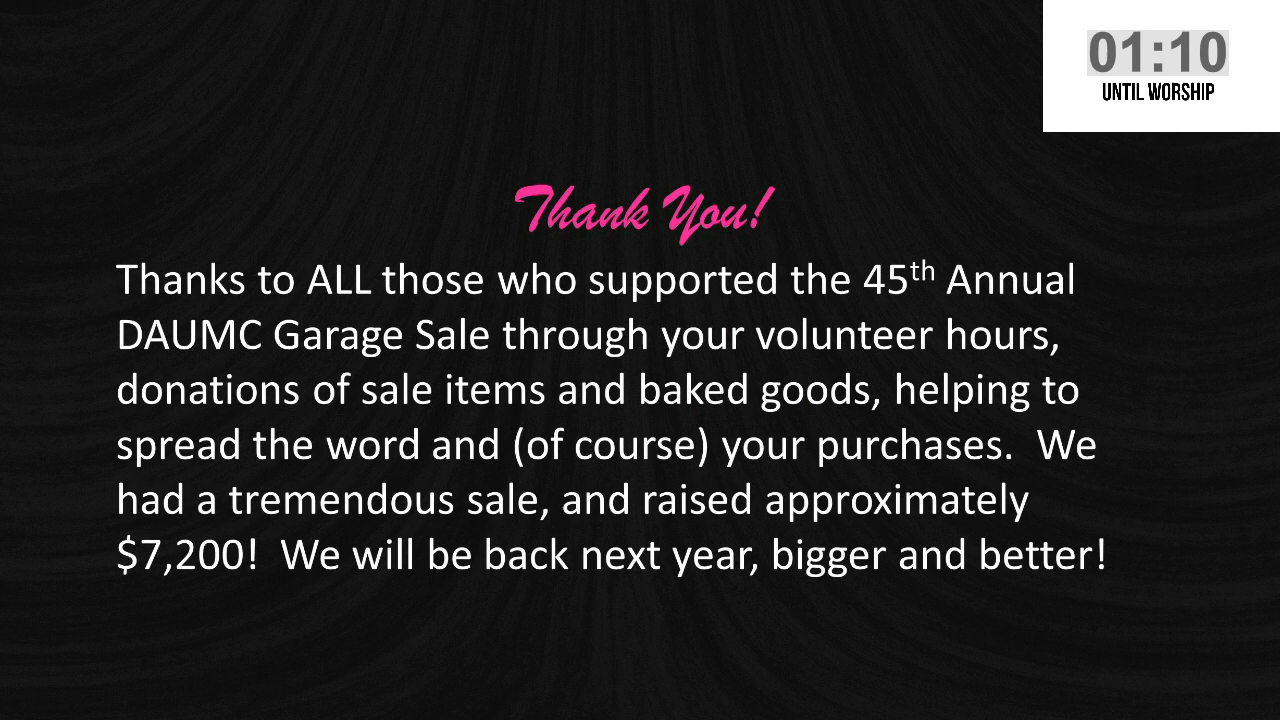 01:10
UNTIL WORSHIP
Thank You!
Thanks to ALL those who supported the 45th Annual
DAUMC Garage Sale through your volunteer hours,
donations of sale items and baked goods, helping to
spread the word and (of course) your purchases.  We
had a tremendous sale, and raised approximately
$7,200!  We will be back next year, bigger and better!